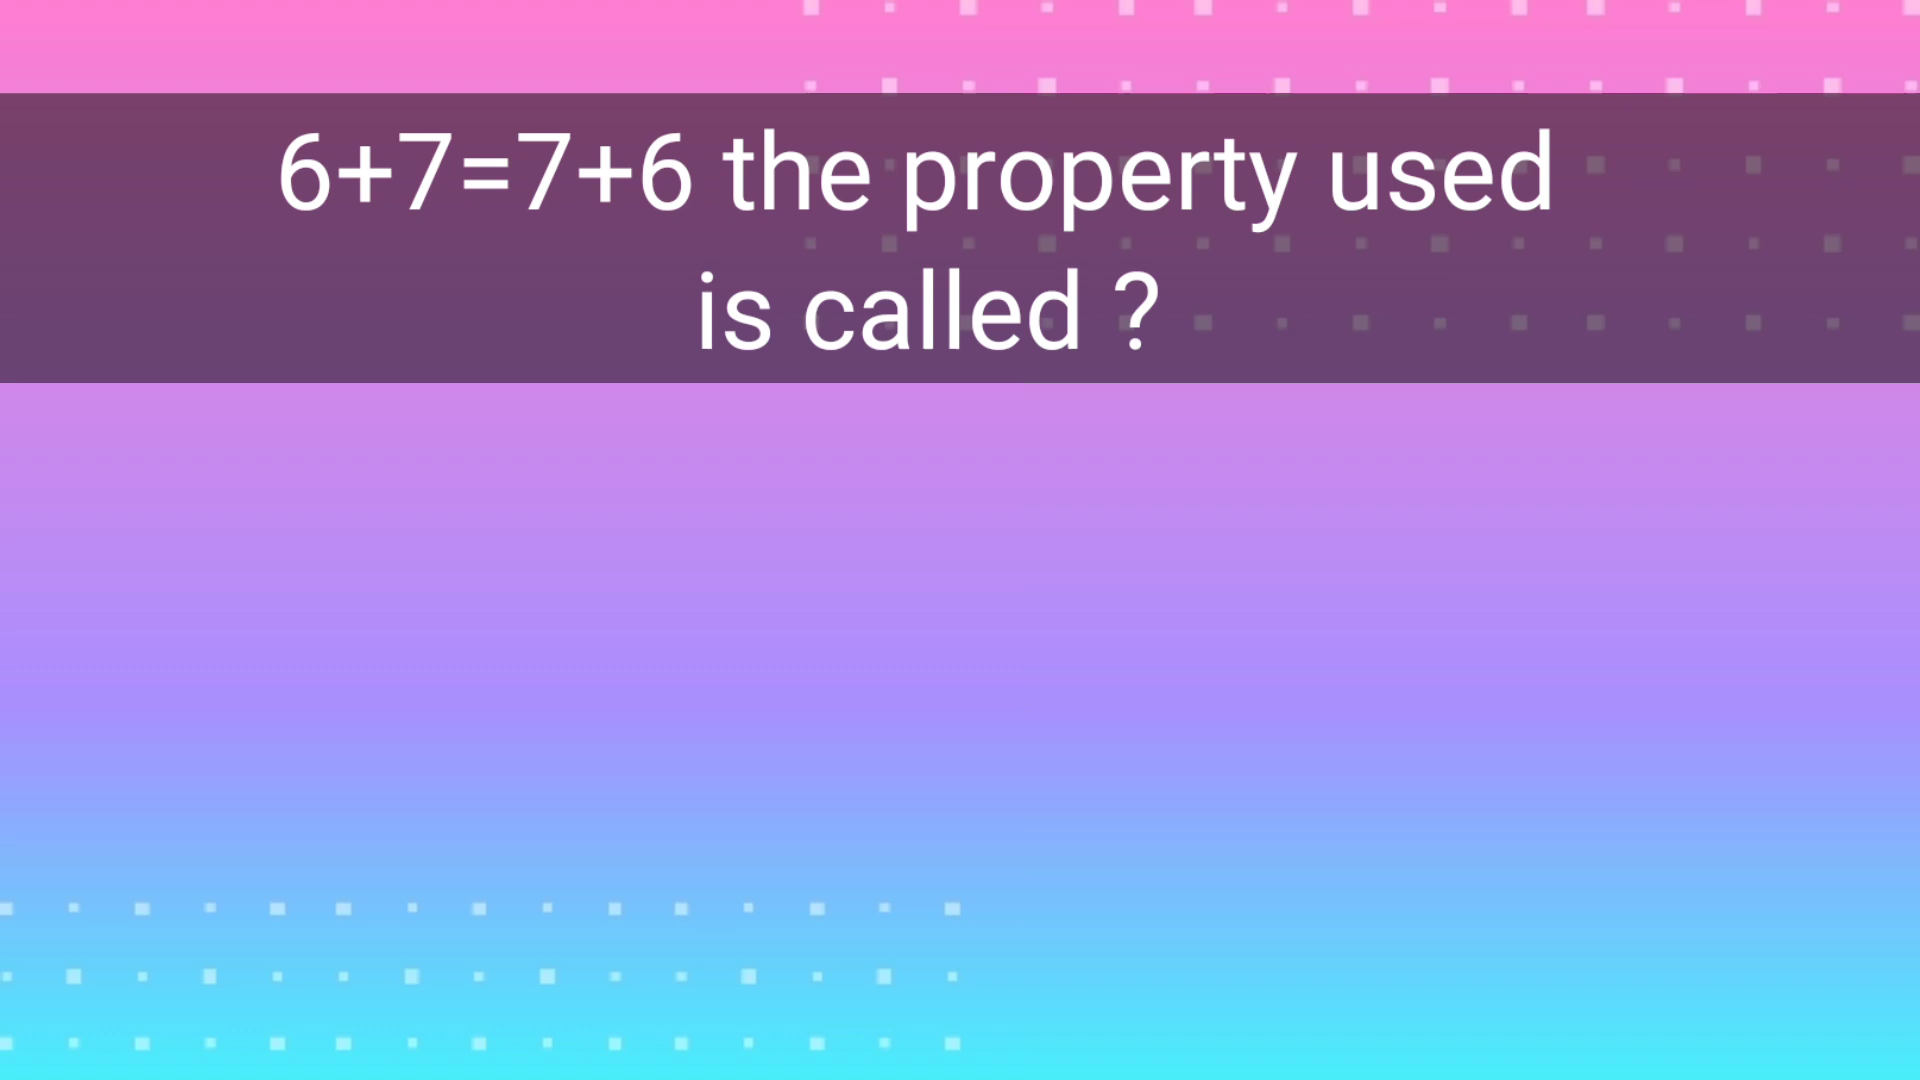 6+7=7+6 the property used
is called ?